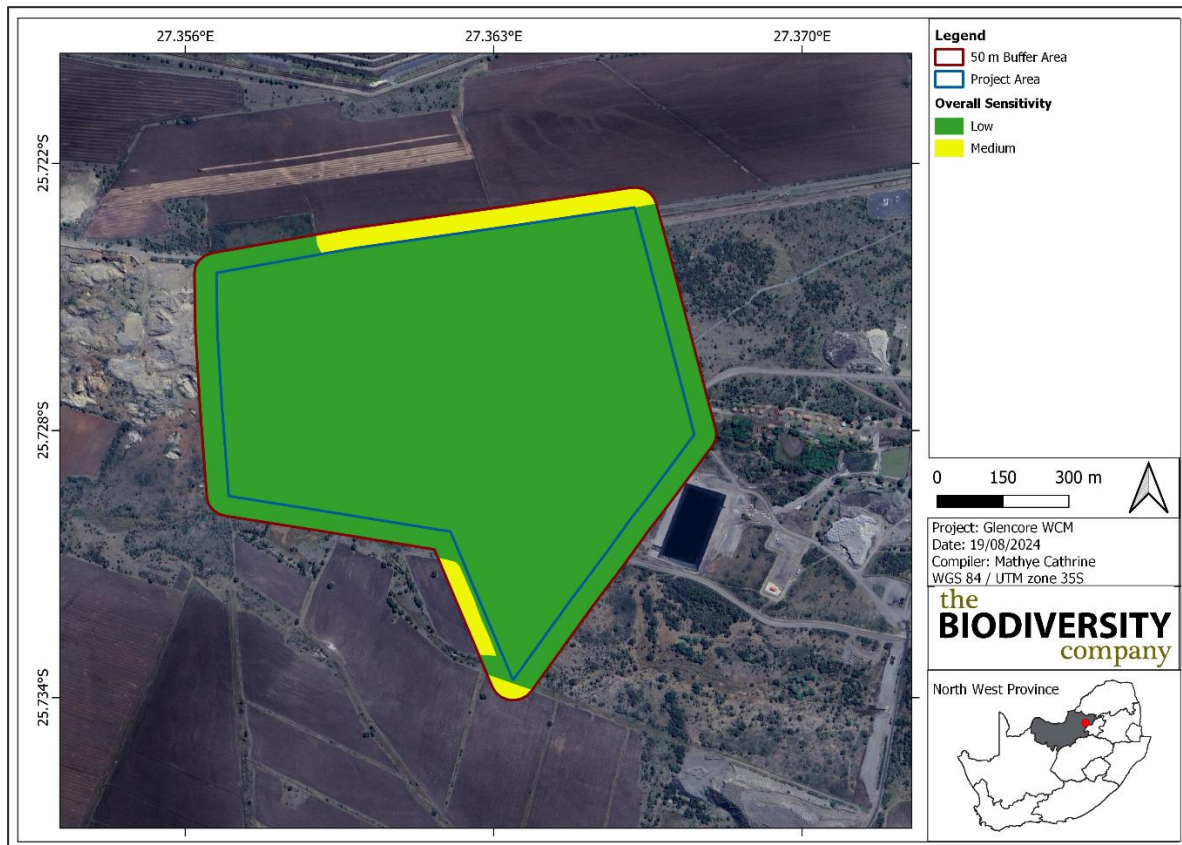 27.356°E
27.363°E
27.370°E
25.722°S
25.728°S
25.734°S
Legend
50 m Buffer Area
Project Area
Overall Sensitivity
Low
Medium
0 150 300 m
Project: Glencore WCM
Date: 19/08/2024
Compiler: Mathye Cathrine
WGS 84 / UTM zone 35S
the
BIODIVERSITY
company
North West Province